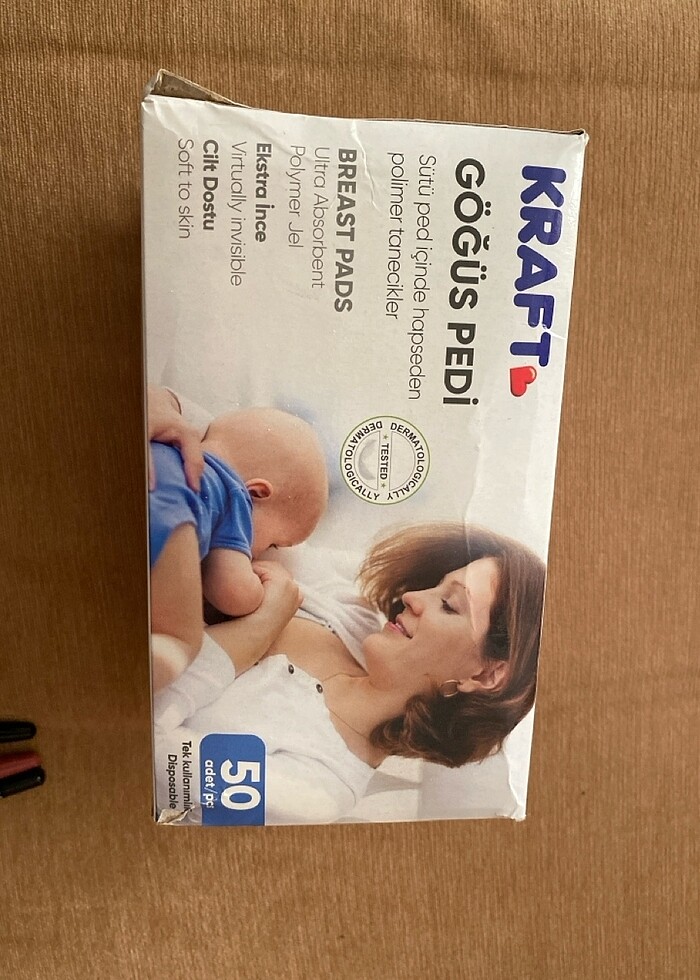 KRAFT
GÖĞÜS PEDİ
Sütü ped içinde hapseden
polimer tanecikler
BREAST PADS
Ultra Absorbent
Polymer Jel
Ekstra İnce
Virtually invisible
Cilt Dostu
Soft to skin
DERMATOLOGICALLY
★ TESTED ★
DERMATOLOGICALLY
50
adet/pc
Tek kullanımlık
Disposable